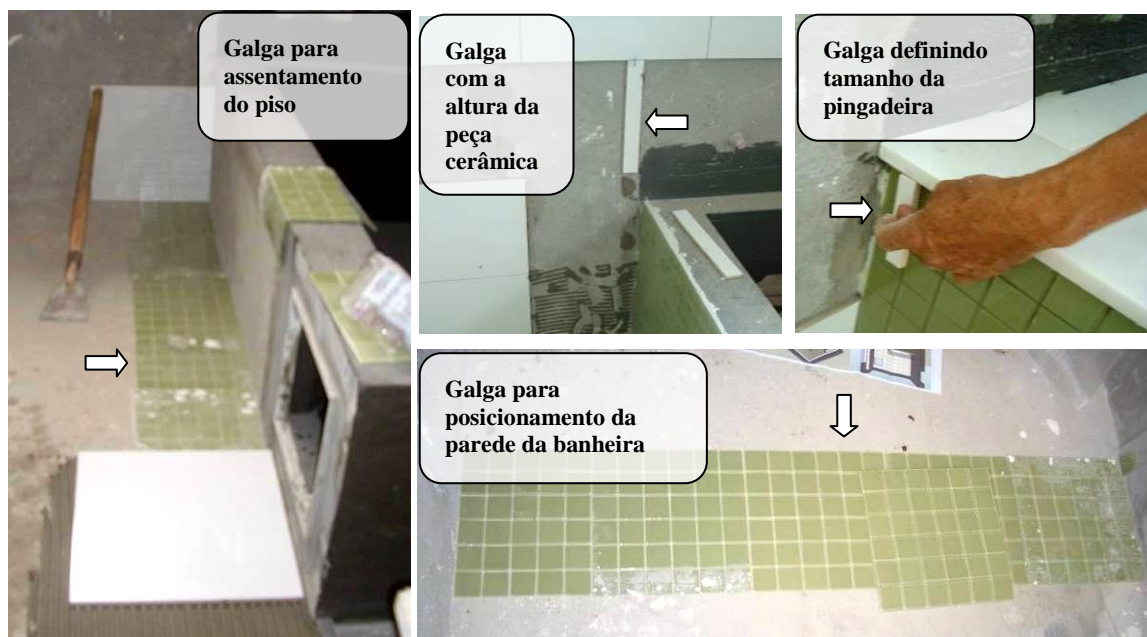 Galga para
assentamento
do piso
Galga
com a
altura da
peça
cerâmica
Galga definindo
tamanho da
pingadeira
Galga para
posicionamento da
parede da banheira